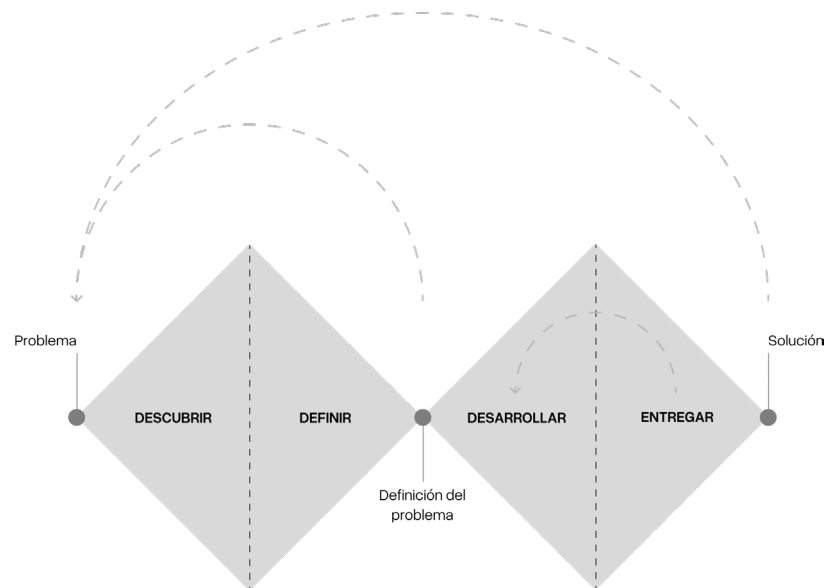 Problema
Solución
DESCUBRIR
DEFINIR
DESARROLLAR
ENTREGAR
Definición del
problema